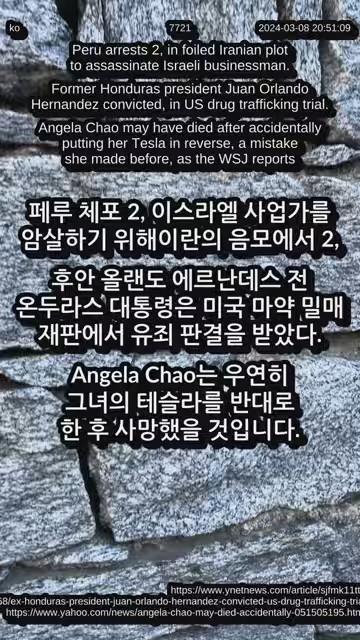 ko 7721 2024-03-08 20:51:09
Peru arrests 2, in foiled Iranian plot
to assassinate Israeli businessman.
Former Honduras president Juan Orlando
Hernandez convicted, in US drug trafficking trial.
Angela Chao may have died after accidentally
putting her Tesla in reverse, a mistake
she made before, as the WSJ reports
페루 체포 2, 이스라엘 사업가를
암살하기 위해이란의 음모에서 2,
후안 올랜도 에르난데스 전
온두라스 대통령은 미국 마약 밀매
재판에서 유죄 판결을 받았다.
Angela Chao는 우연히
그녀의 테슬라를 반대로
한 후 사망했을 것입니다.
https://www.ynetnews.com/article/sjfmk11tt
68/ex-honduras-president-juan-orlando-hernandez-convicted-us-drug-trafficking-tria
https://www.yahoo.com/news/angela-chao-may-died-accidentally-051505195.htm